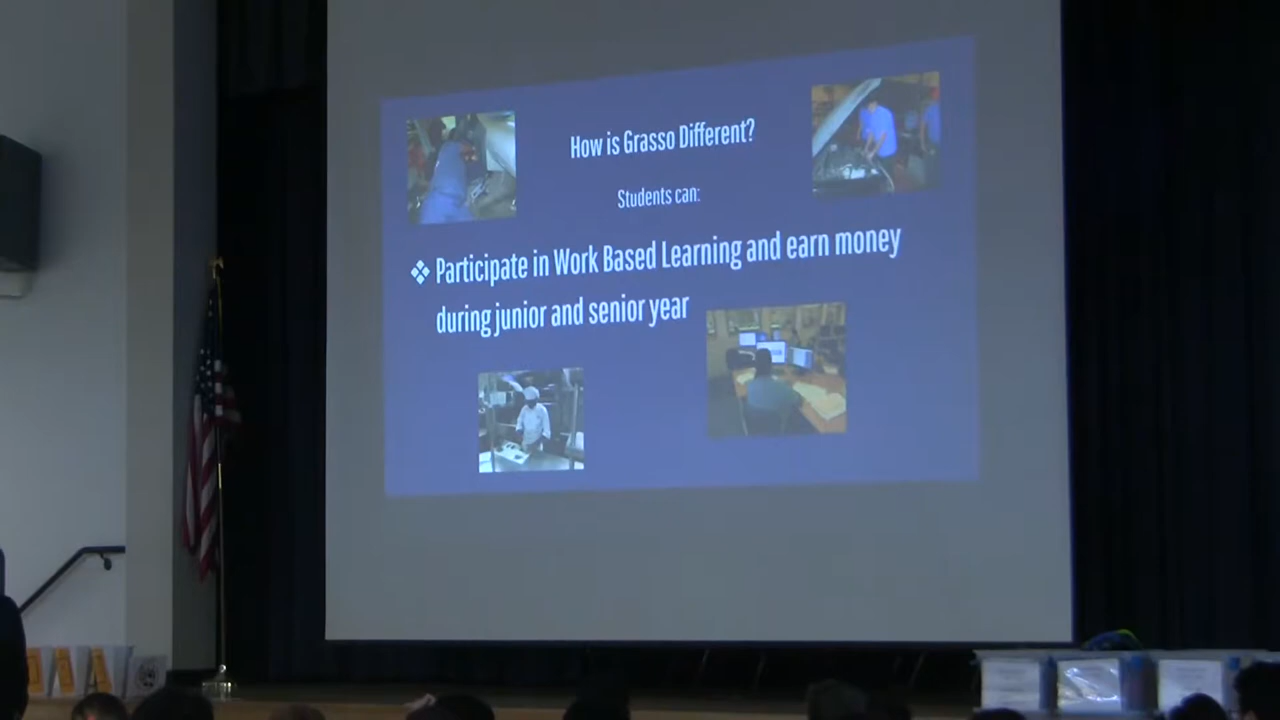 How is Grasso Different?
Students can:
❖ Participate in Work Based Learning and earn money
during junior and senior year